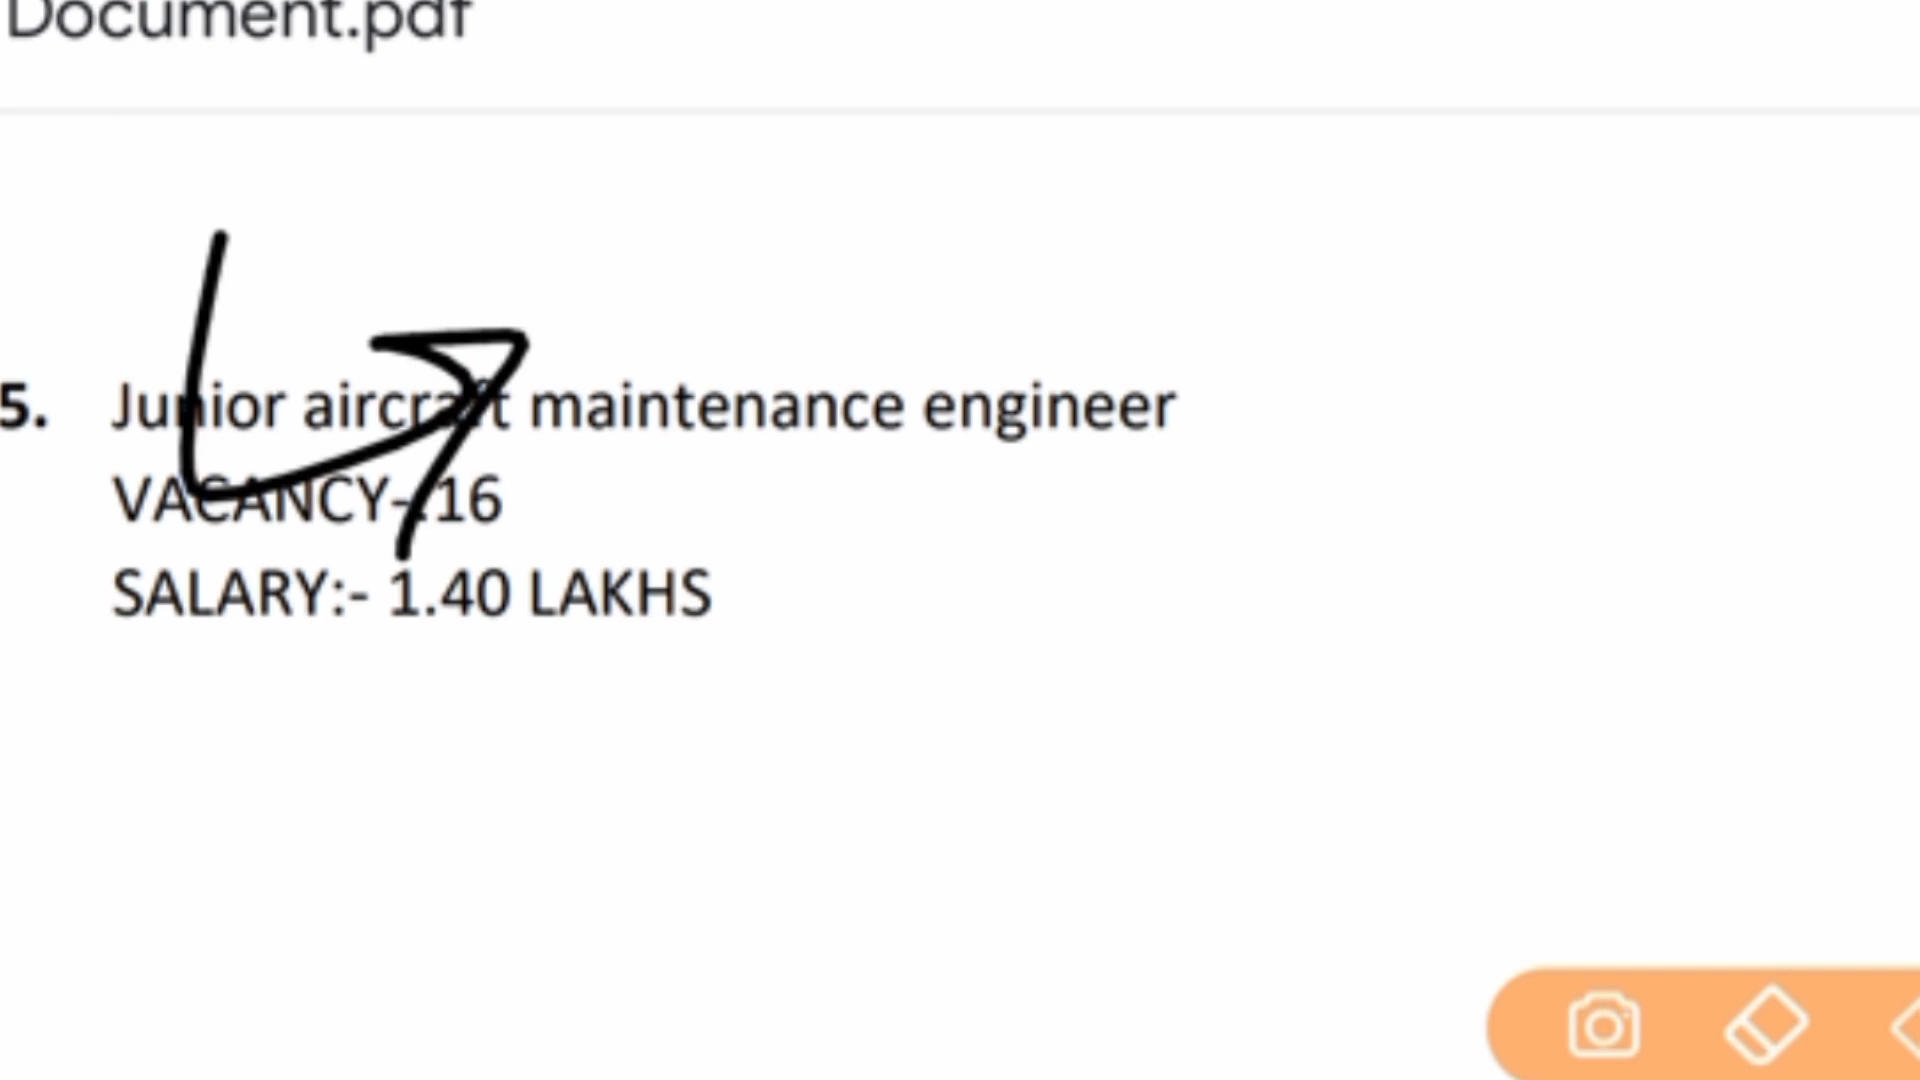 Document.pdf
5. Junior aircraft maintenance engineer
VACANCY-:16
SALARY:- 1.40 LAKHS